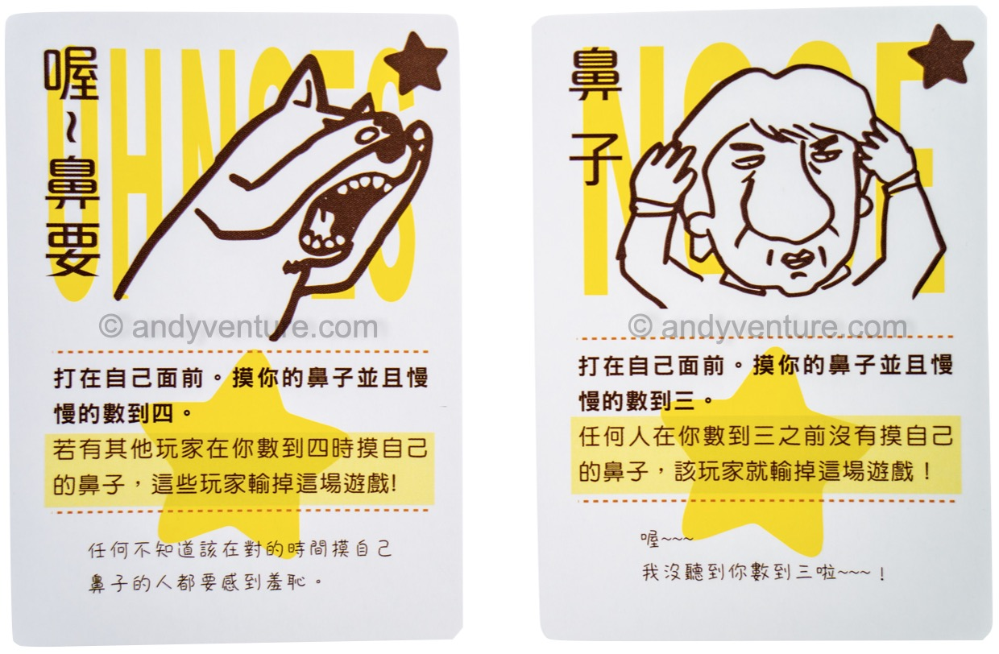 OHNOES
喔~鼻要
© andyventure.com
打在自己面前。摸你的鼻子並且慢
慢的數到四。
若有其他玩家在你數到四時摸自己
的鼻子，這些玩家輸掉這場遊戲!
任何不知道該在對的時間摸自己
鼻子的人都要感到羞恥。
NOSE
鼻子
© andyventure.com
打在自己面前。摸你的鼻子並且慢
慢的數到三。
任何人在你數到三之前沒有摸自己
的鼻子，該玩家就輸掉這場遊戲！
喔~~~
我沒聽到你數到三啦~~~！